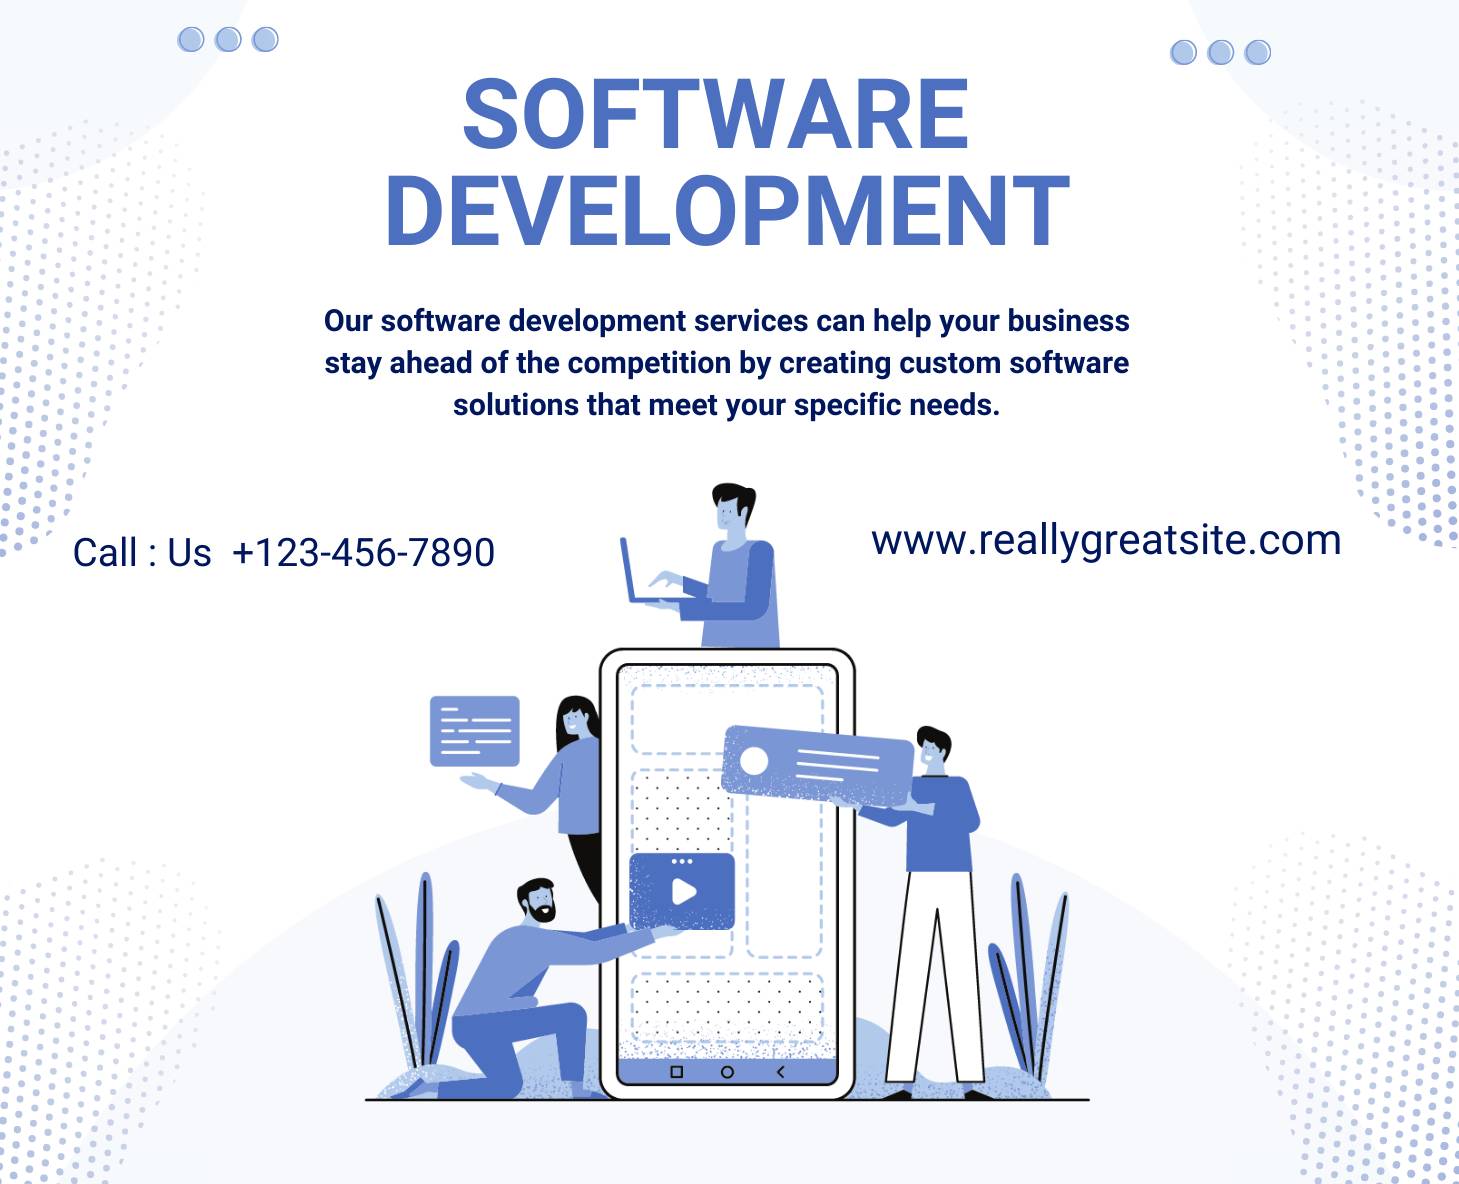 SOFTWARE
DEVELOPMENT
Our software development services can help your business
stay ahead of the competition by creating custom software
solutions that meet your specific needs.
Call : Us  +123-456-7890
www.reallygreatsite.com